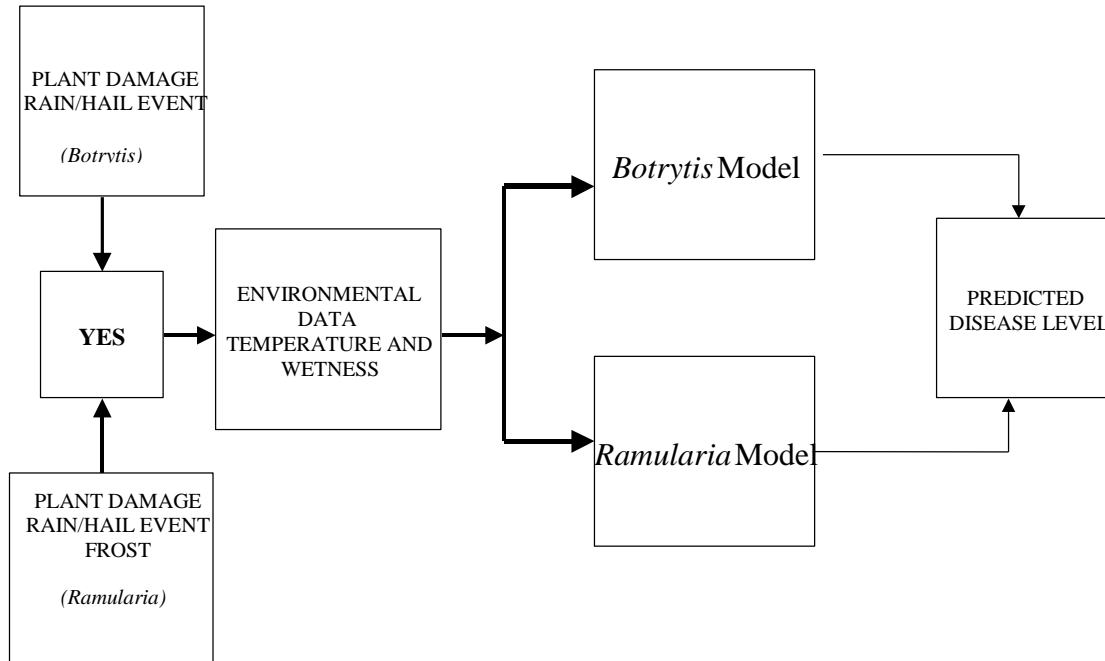 PLANT DAMAGE
RAIN/HAIL EVENT
(Botrytis)
YES
PLANT DAMAGE
RAIN/HAIL EVENT
FROST
(Ramularia)
ENVIRONMENTAL
DATA
TEMPERATURE AND
WETNESS
Botrytis Model
Ramularia Model
PREDICTED
DISEASE LEVEL